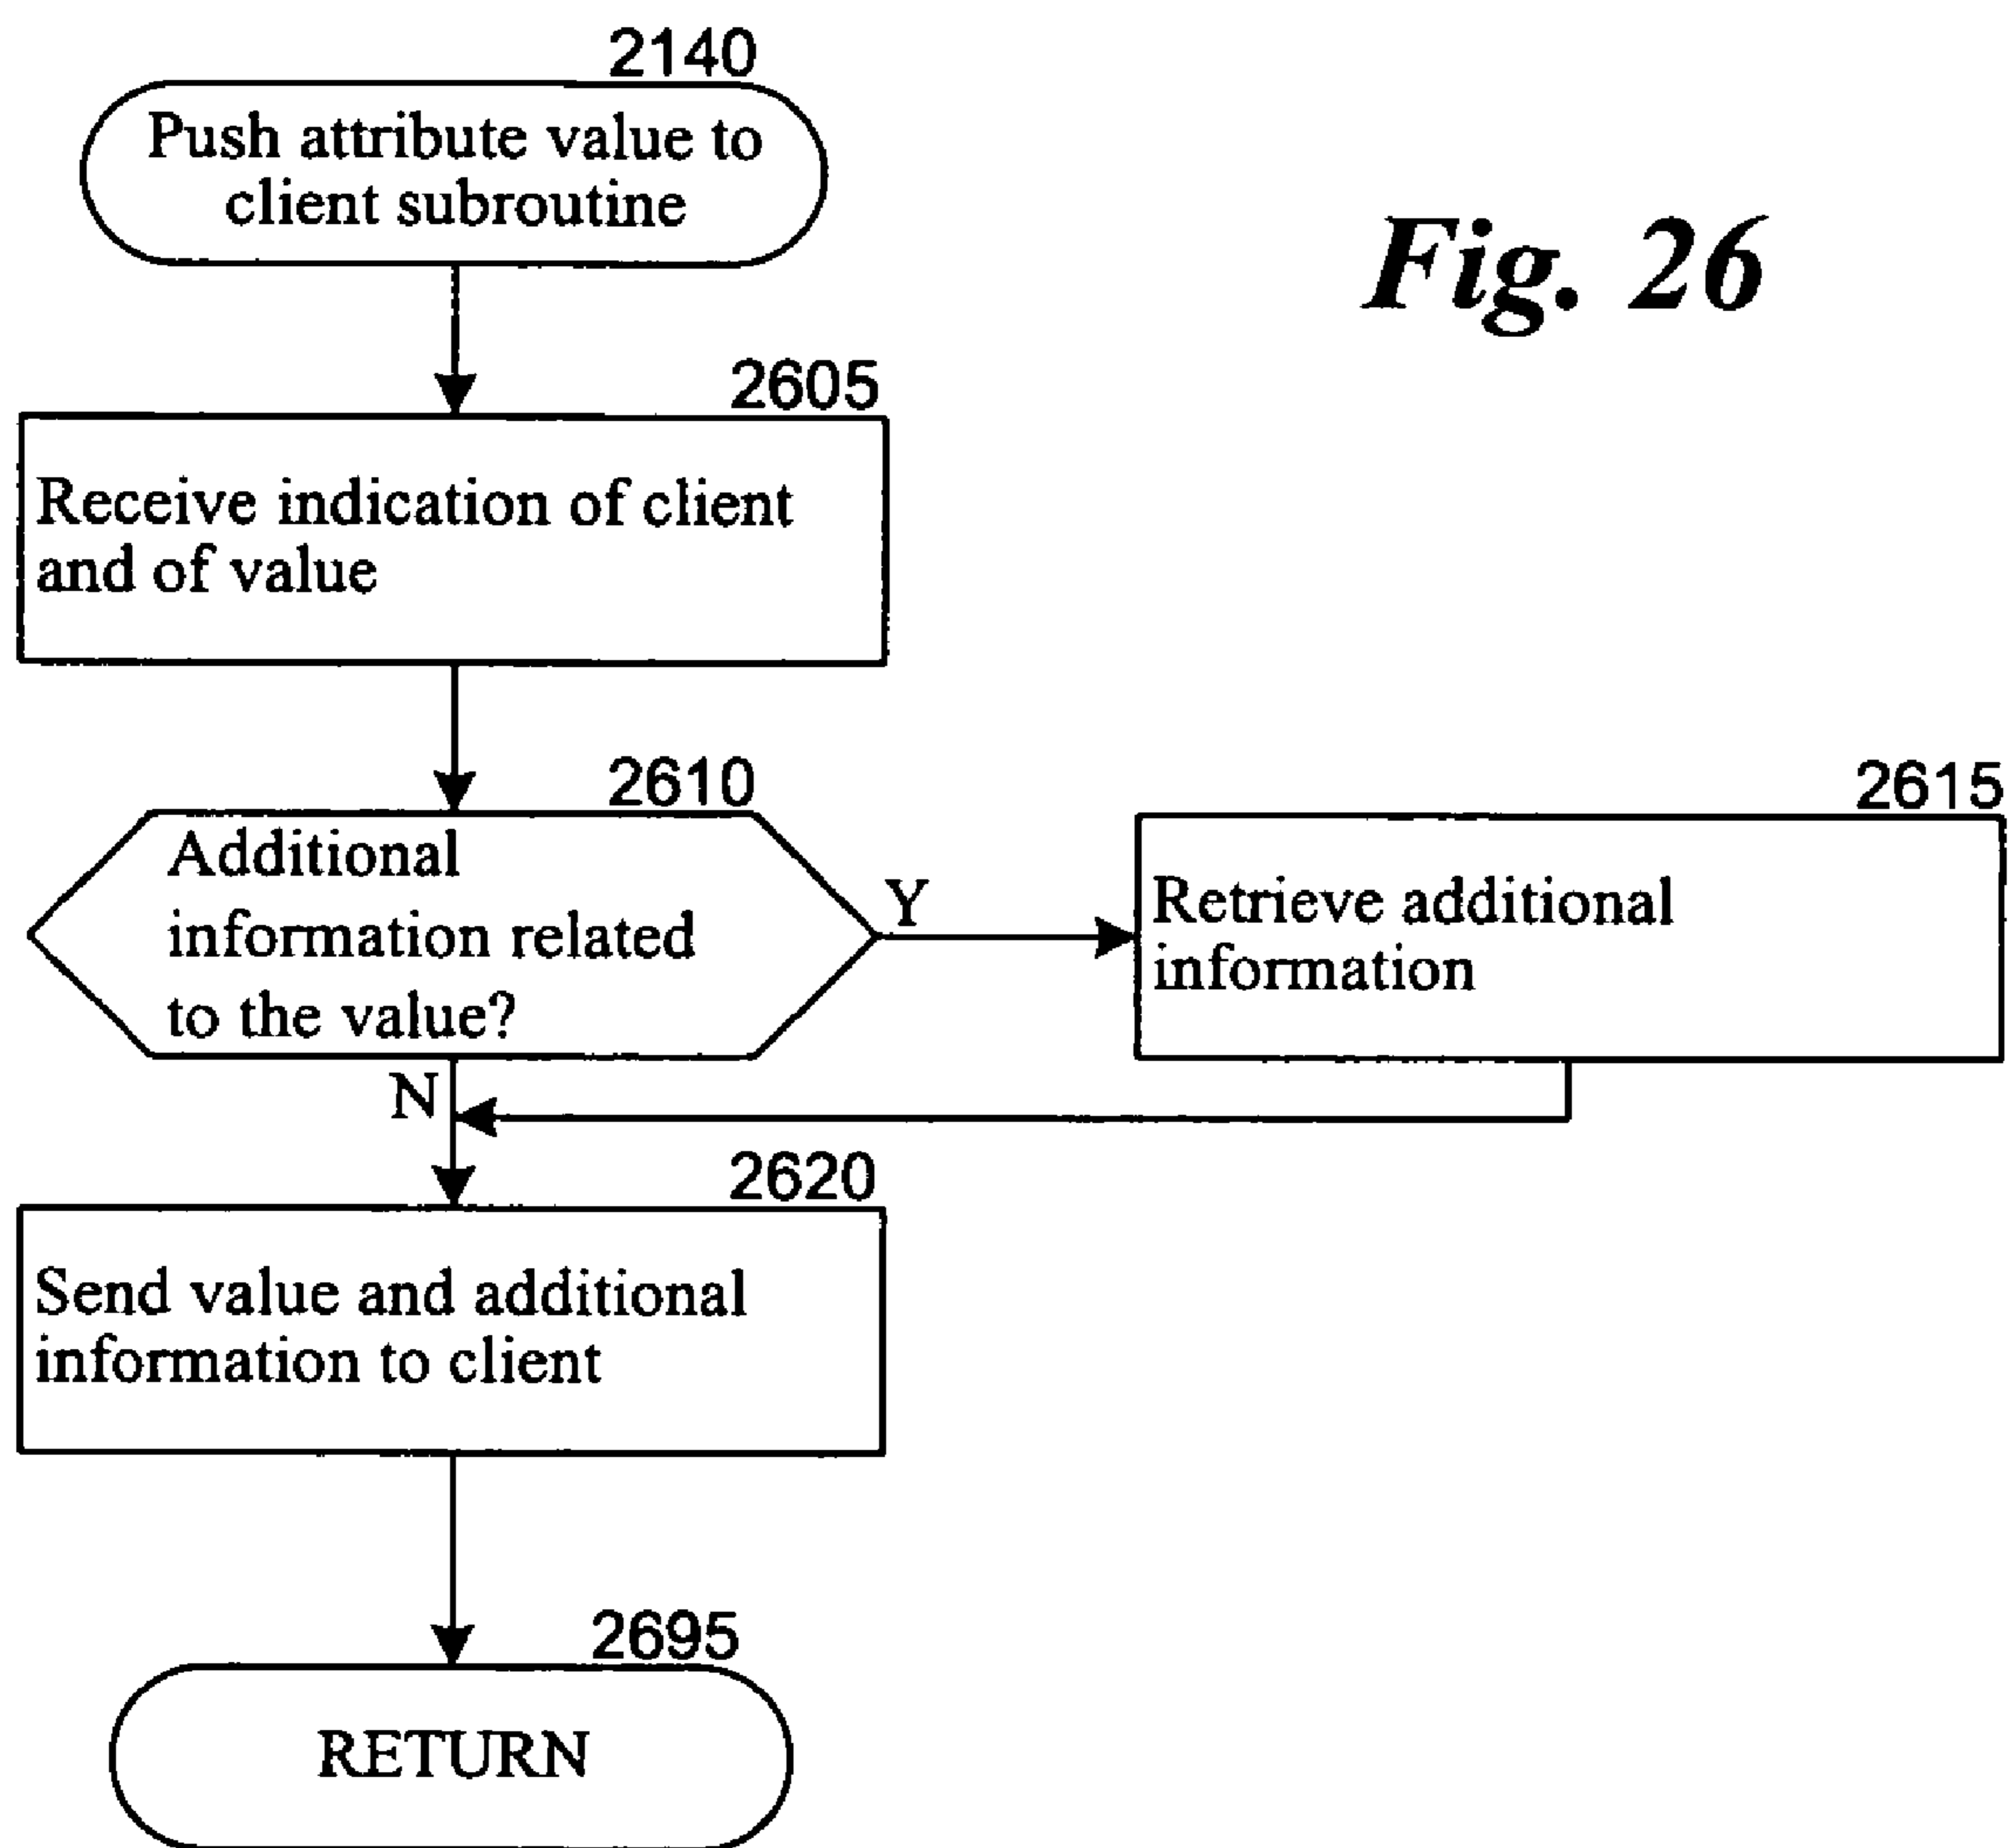 2140
Push attribute value to
client subroutine
Fig. 26
2605
Receive indication of client
and of value
2610
Additional
information related
to the value?
Y
2615
Retrieve additional
information
N
2620
Send value and additional
information to client
2695
RETURN